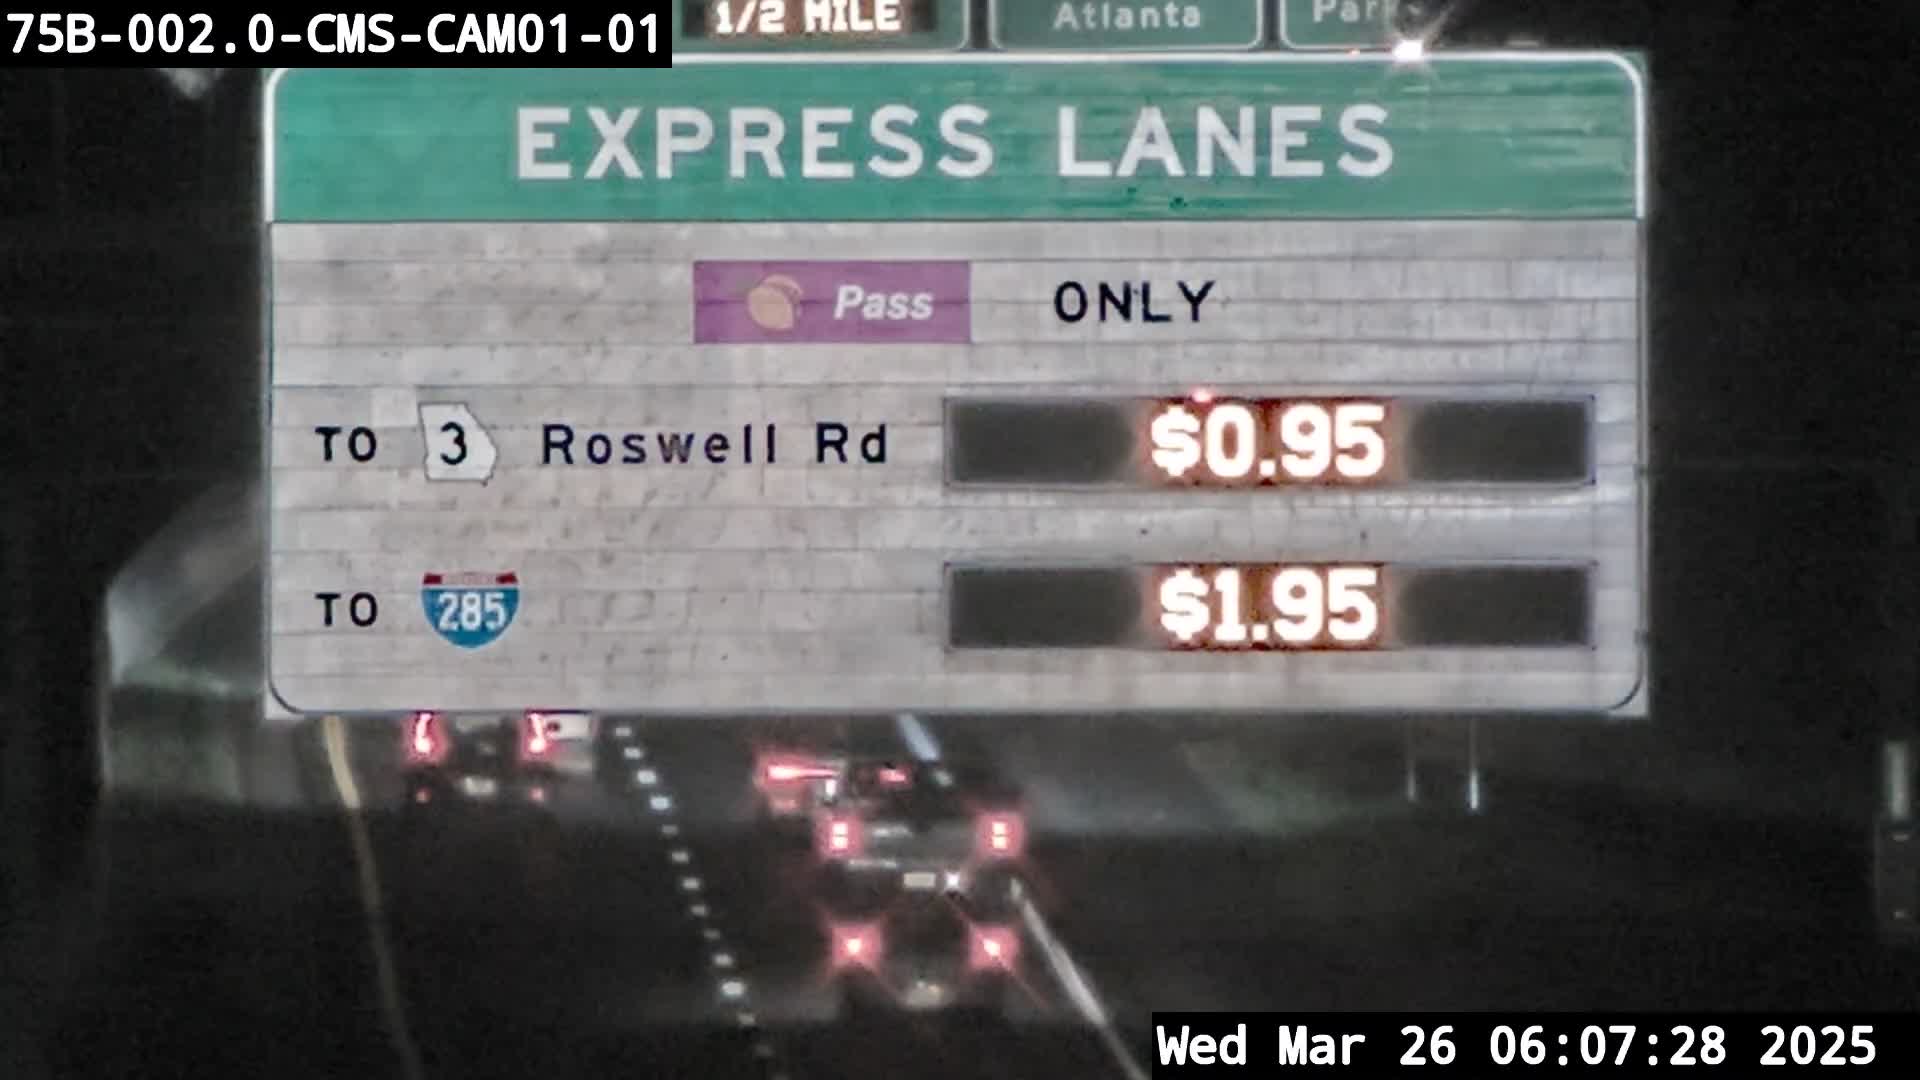 75B-002.0-CMS-CAM01-01
1/2 MILE
Atlanta
EXPRESS LANES
Pass ONLY
TO 3 Roswell Rd $0.95
TO 285 $1.95
Wed Mar 26 06:07:28 2025